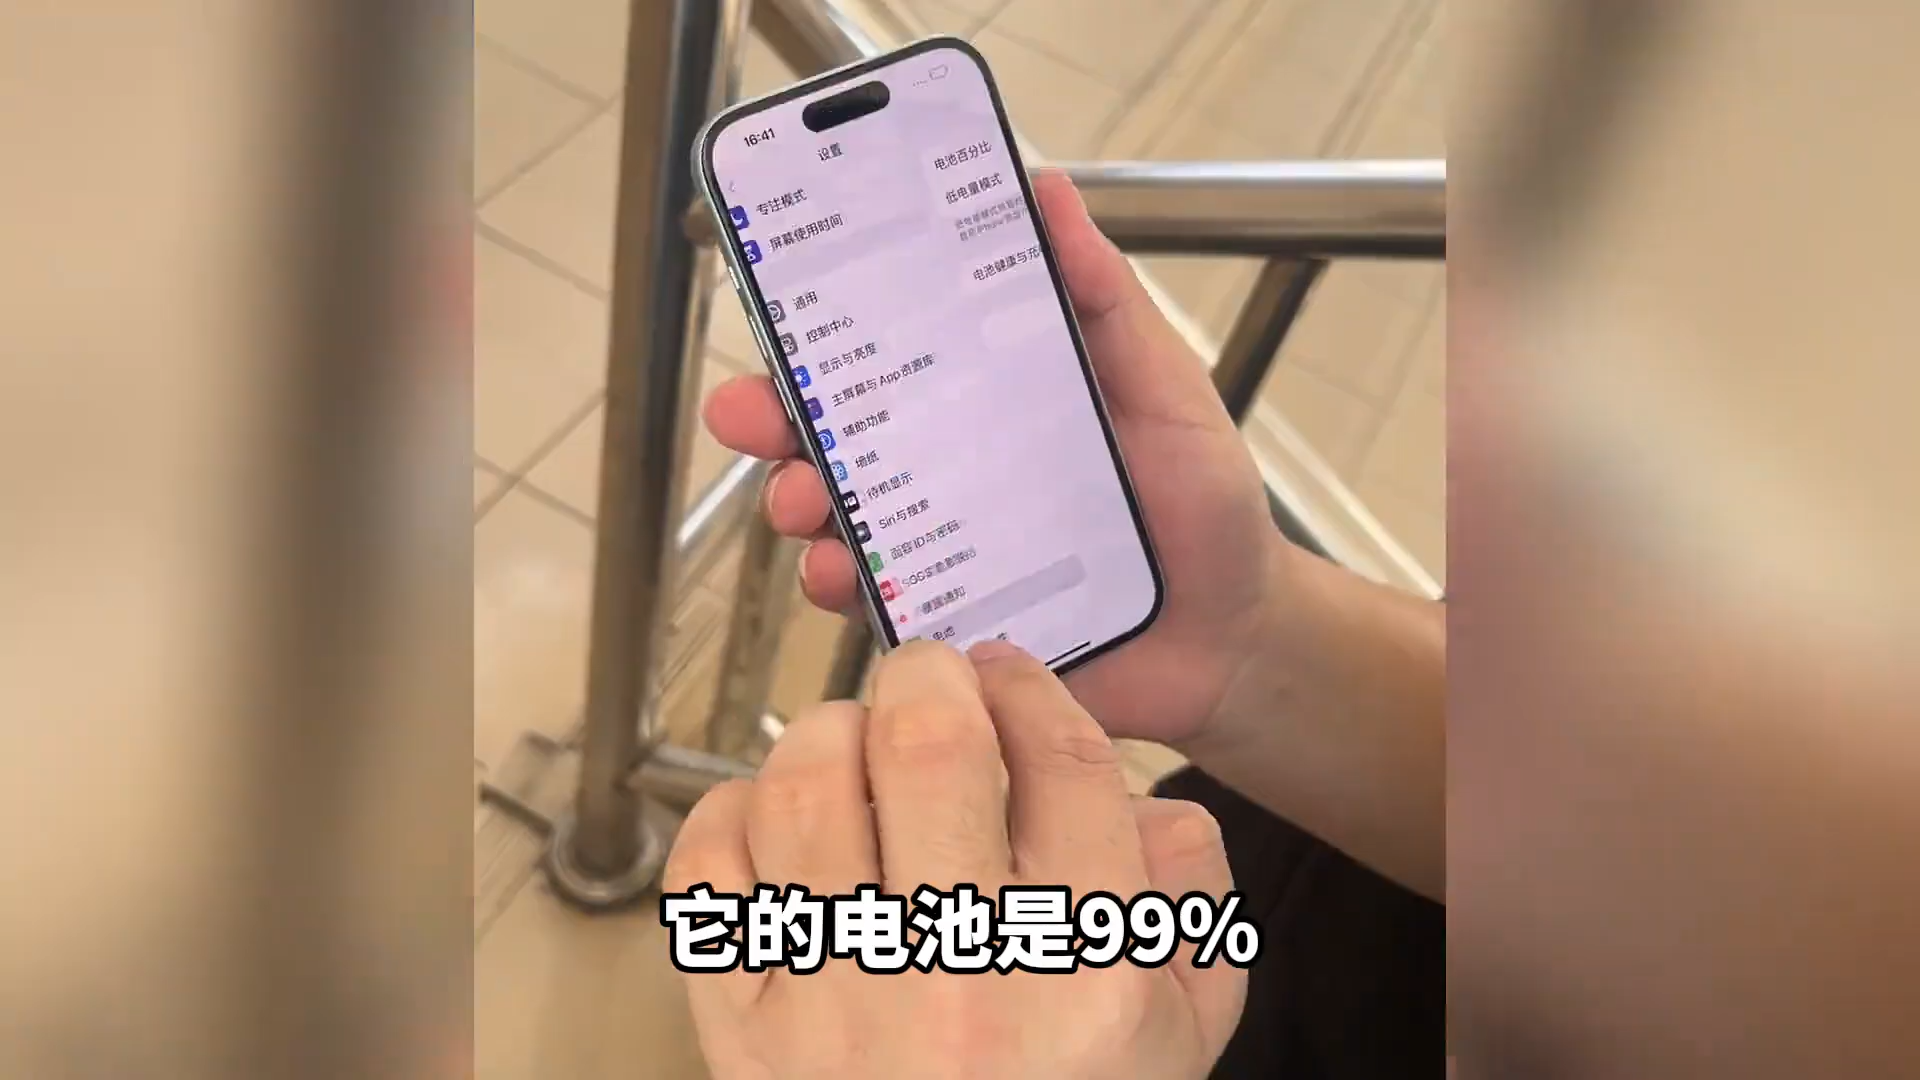 16:41
设置
专注模式
屏幕使用时间
通用
控制中心
显示与亮度
主屏幕与 App 资源库
辅助功能
墙纸
待机显示
Siri与搜索
面容ID与密码
SOS紧急联络
暴露通知
电池
电池百分比
低电量模式
电池健康与充
它的电池是99%